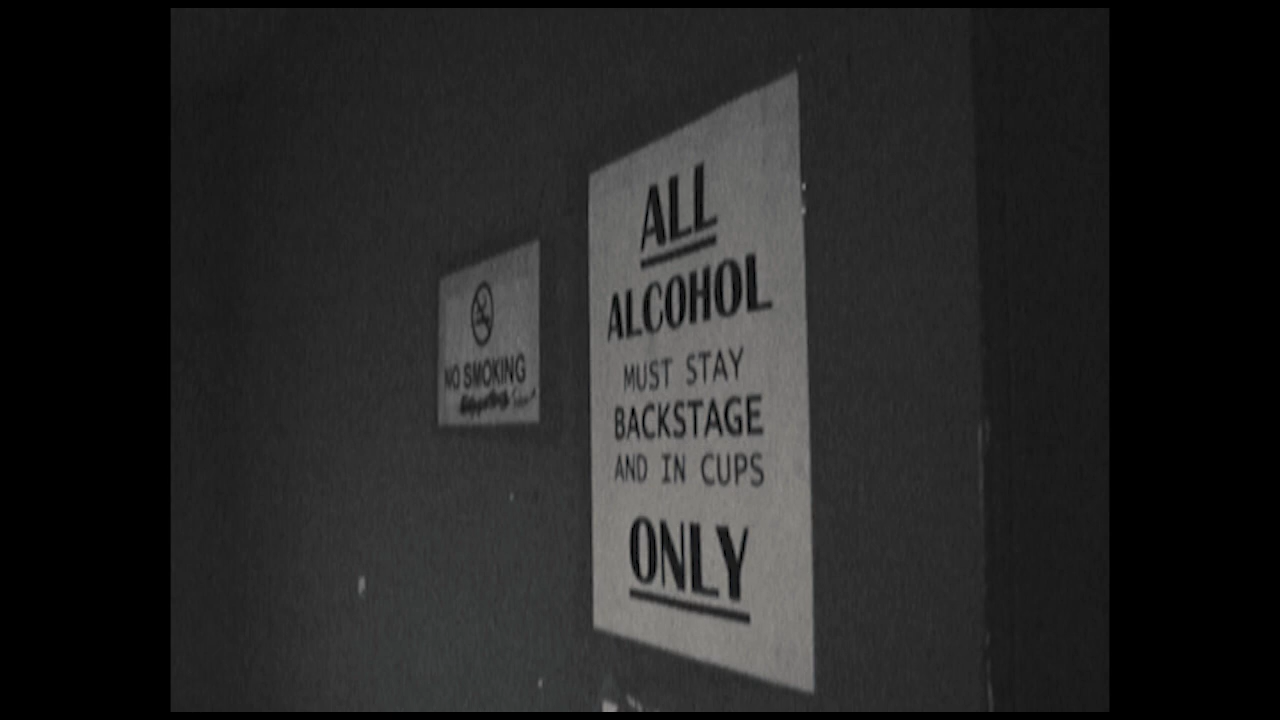 NO SMOKING
ALL
ALCOHOL
MUST STAY
BACKSTAGE
AND IN CUPS
ONLY